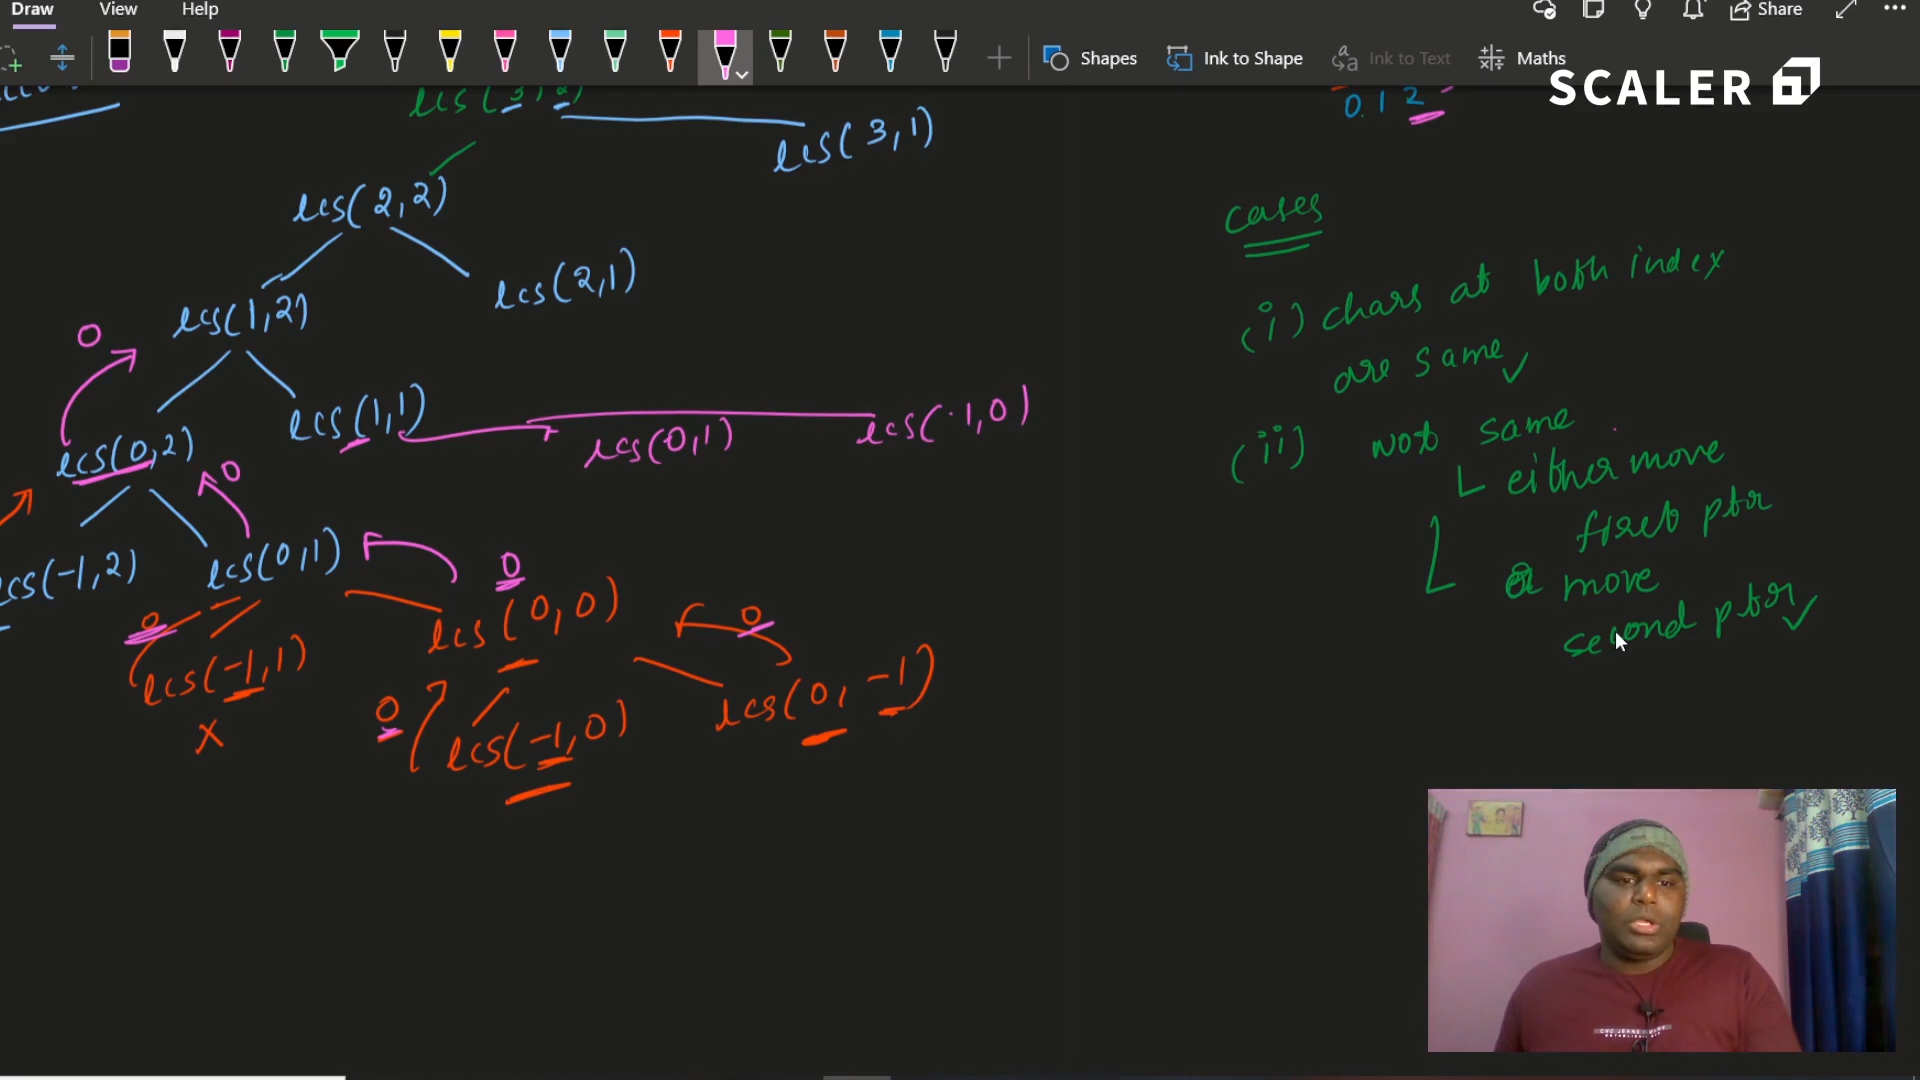 Draw View Help
Share
Shapes Ink to Shape Ink to Text Maths
SCALER
lcs(3,2)
0 1 2
lcs(3,1)
lcs(2,2)
cases
lcs(2,1)
(i) chars at both index
are same
lcs(1,2)
0
lcs(1,1)
lcs(0,1)
lcs(-1,0)
(ii) not same
either move
first ptr
or move
second ptr
lcs(0,2)
0
lcs(-1,2)
lcs(0,1)
0
lcs(0,0)
0
0
lcs(-1,1)
X
0
lcs(-1,0)
lcs(0,-1)